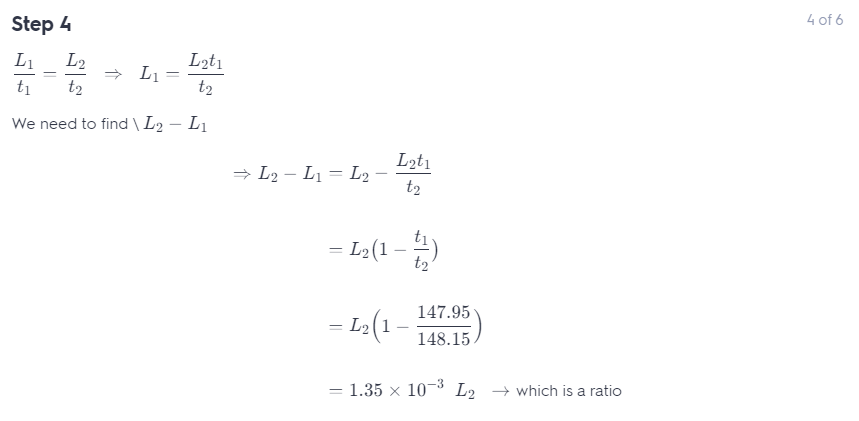 Step 4
4 of 6
L₁/t₁ = L₂/t₂ ⇒ L₁ = L₂t₁/t₂
We need to find \ L₂ − L₁
⇒ L₂ − L₁ = L₂ − L₂t₁/t₂
= L₂(1 − t₁/t₂)
= L₂(1 − 147.95/148.15)
= 1.35 × 10⁻³ L₂ → which is a ratio